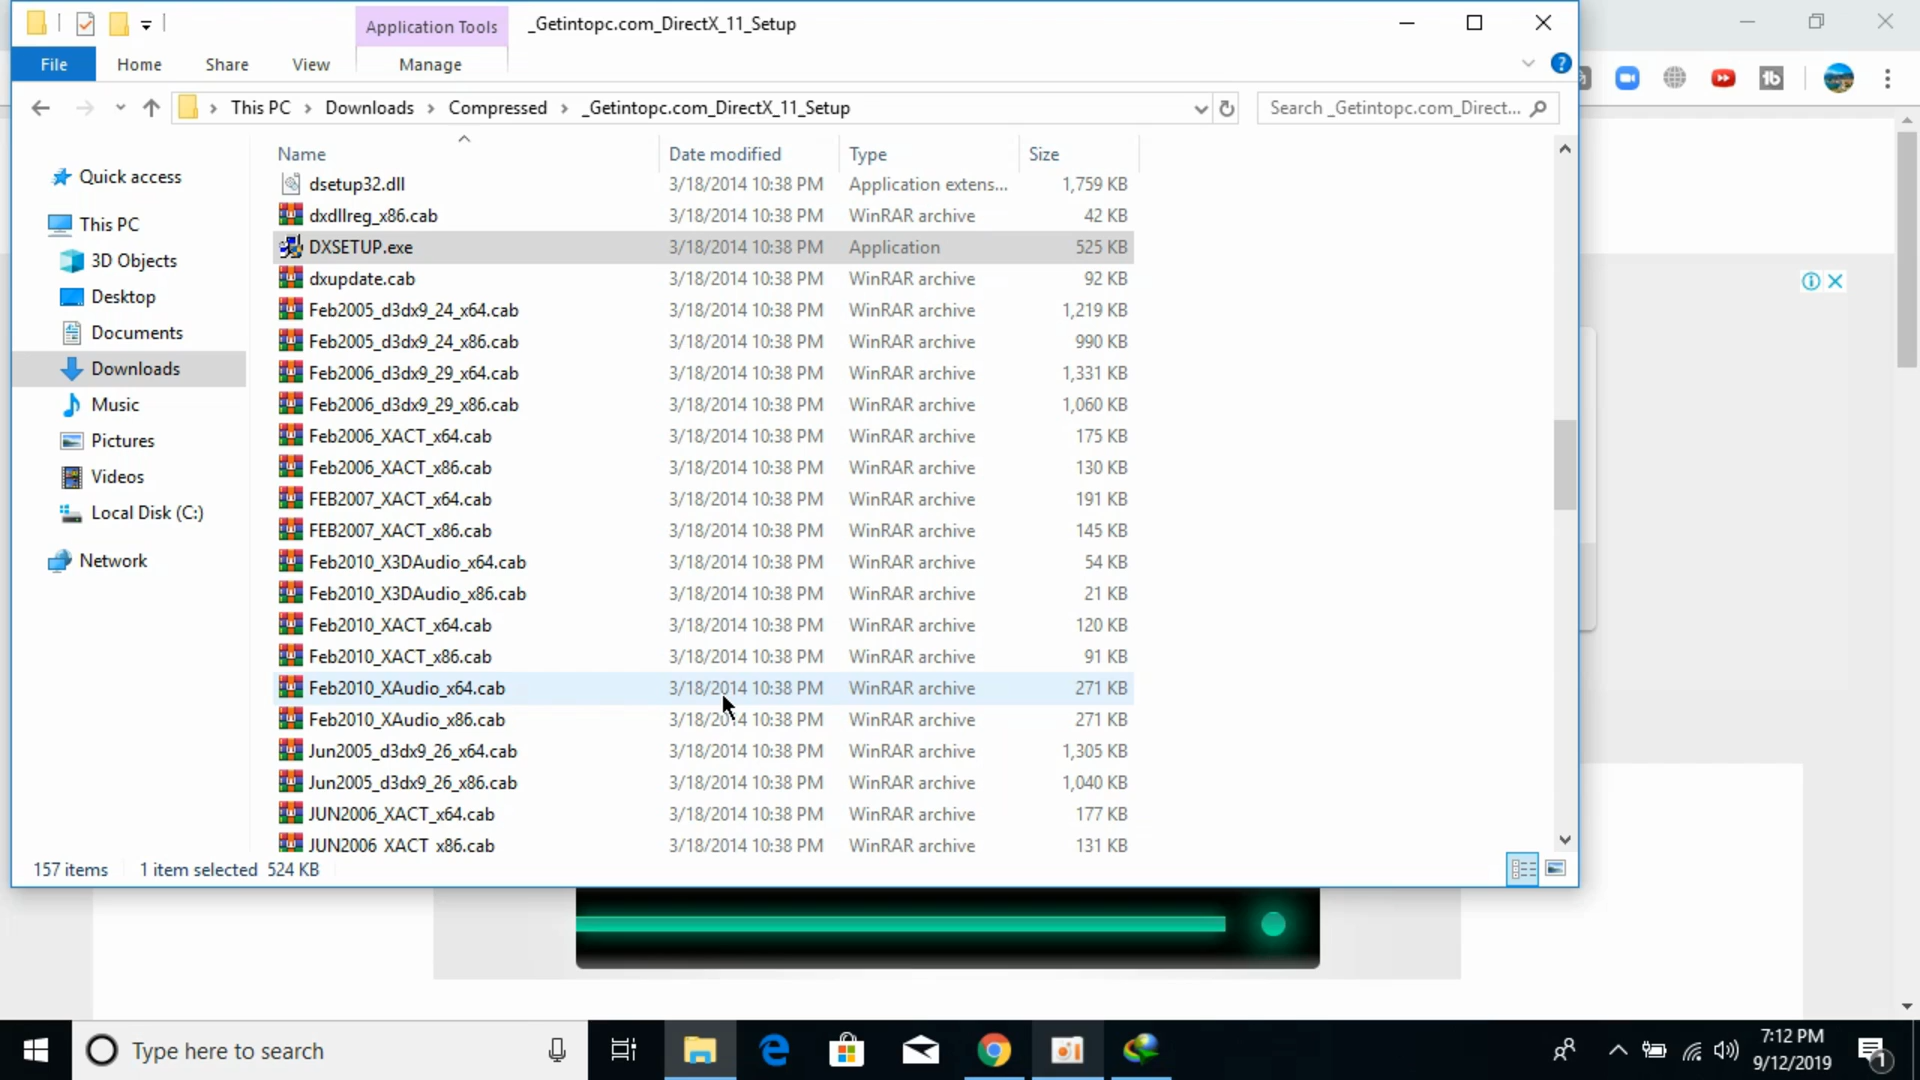 Application Tools
_Getintopc.com_DirectX_11_Setup
File
Home
Share
View
Manage
This PC
Downloads
Compressed
_Getintopc.com_DirectX_11_Setup
Search _Getintopc.com_Direct...
Name
Date modified
Type
Size
dsetup32.dll 3/18/2014 10:38 PM Application extens... 1,759 KB
dxdllreg_x86.cab 3/18/2014 10:38 PM WinRAR archive 42 KB
DXSETUP.exe 3/18/2014 10:38 PM Application 525 KB
dxupdate.cab 3/18/2014 10:38 PM WinRAR archive 92 KB
Feb2005_d3dx9_24_x64.cab 3/18/2014 10:38 PM WinRAR archive 1,219 KB
Feb2005_d3dx9_24_x86.cab 3/18/2014 10:38 PM WinRAR archive 990 KB
Feb2006_d3dx9_29_x64.cab 3/18/2014 10:38 PM WinRAR archive 1,331 KB
Feb2006_d3dx9_29_x86.cab 3/18/2014 10:38 PM WinRAR archive 1,060 KB
Feb2006_XACT_x64.cab 3/18/2014 10:38 PM WinRAR archive 175 KB
Feb2006_XACT_x86.cab 3/18/2014 10:38 PM WinRAR archive 130 KB
FEB2007_XACT_x64.cab 3/18/2014 10:38 PM WinRAR archive 191 KB
FEB2007_XACT_x86.cab 3/18/2014 10:38 PM WinRAR archive 145 KB
Feb2010_X3DAudio_x64.cab 3/18/2014 10:38 PM WinRAR archive 54 KB
Feb2010_X3DAudio_x86.cab 3/18/2014 10:38 PM WinRAR archive 21 KB
Feb2010_XACT_x64.cab 3/18/2014 10:38 PM WinRAR archive 120 KB
Feb2010_XACT_x86.cab 3/18/2014 10:38 PM WinRAR archive 91 KB
Feb2010_XAudio_x64.cab 3/18/2014 10:38 PM WinRAR archive 271 KB
Feb2010_XAudio_x86.cab 3/18/2014 10:38 PM WinRAR archive 271 KB
Jun2005_d3dx9_26_x64.cab 3/18/2014 10:38 PM WinRAR archive 1,305 KB
Jun2005_d3dx9_26_x86.cab 3/18/2014 10:38 PM WinRAR archive 1,040 KB
JUN2006_XACT_x64.cab 3/18/2014 10:38 PM WinRAR archive 177 KB
JUN2006_XACT_x86.cab 3/18/2014 10:38 PM WinRAR archive 131 KB
Quick access
This PC
3D Objects
Desktop
Documents
Downloads
Music
Pictures
Videos
Local Disk (C:)
Network
157 items
1 item selected 524 KB
Type here to search
7:12 PM
9/12/2019
1